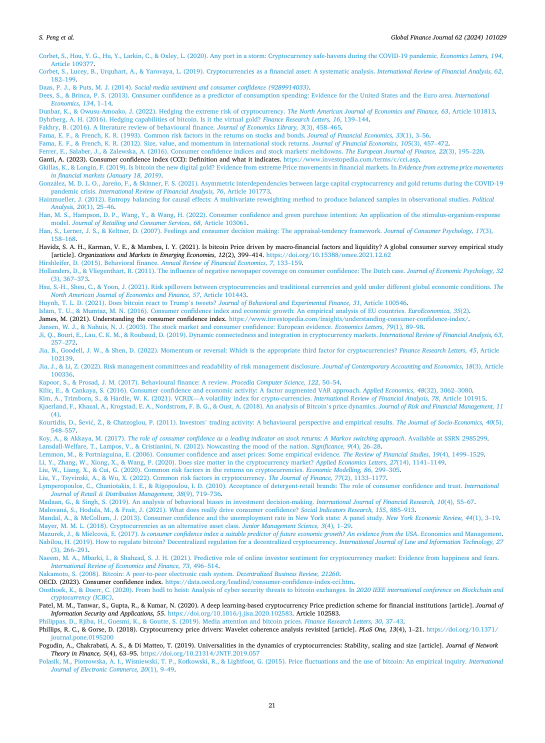 S. Peng et al.
Global Finance Journal 62 (2024) 101029
Corbet, S., Hou, Y. G., Hu, Y., Larkin, C., & Oxley, L. (2020). Any port in a storm: Cryptocurrency safe-havens during the COVID-19 pandemic. Economics Letters, 194,
Article 109377.
Corbet, S., Lucey, B., Urquhart, A., & Yarovaya, L. (2019). Cryptocurrencies as a financial asset: A systematic analysis. International Review of Financial Analysis, 62,
182–199.
Daas, P. J., & Puts, M. J. (2014). Social media sentiment and consumer confidence (9289914033).
Dees, S., & Brinca, P. S. (2013). Consumer confidence as a predictor of consumption spending: Evidence for the United States and the Euro area. International
Economics, 134, 1–14.
Dunbar, K., & Owusu-Amoako, J. (2022). Hedging the extreme risk of cryptocurrency. The North American Journal of Economics and Finance, 63, Article 101813.
Dyhrberg, A. H. (2016). Hedging capabilities of bitcoin. Is it the virtual gold? Finance Research Letters, 16, 139–144.
Fakhry, B. (2016). A literature review of behavioural finance. Journal of Economics Library, 3(3), 458–465.
Fama, E. F., & French, K. R. (1993). Common risk factors in the returns on stocks and bonds. Journal of Financial Economics, 33(1), 3–56.
Fama, E. F., & French, K. R. (2012). Size, value, and momentum in international stock returns. Journal of Financial Economics, 105(3), 457–472.
Ferrer, E., Salaber, J., & Zalewska, A. (2016). Consumer confidence indices and stock markets' meltdowns. The European Journal of Finance, 22(3), 195–220.
Ganti, A. (2023). Consumer confidence index (CCI): Definition and what it indicates. https://www.investopedia.com/terms/c/cci.asp.
Gkillas, K., & Longin, F. (2019). Is bitcoin the new digital gold? Evidence from extreme Price movements in financial markets. In Evidence from extreme price movements
in financial markets (January 18, 2019).
González, M. D. L. O., Jareño, F., & Skinner, F. S. (2021). Asymmetric interdependencies between large capital cryptocurrency and gold returns during the COVID-19
pandemic crisis. International Review of Financial Analysis, 76, Article 101773.
Hainmueller, J. (2012). Entropy balancing for causal effects: A multivariate reweighting method to produce balanced samples in observational studies. Political
Analysis, 20(1), 25–46.
Han, M. S., Hampson, D. P., Wang, Y., & Wang, H. (2022). Consumer confidence and green purchase intention: An application of the stimulus-organism-response
model. Journal of Retailing and Consumer Services, 68, Article 103061.
Han, S., Lerner, J. S., & Keltner, D. (2007). Feelings and consumer decision making: The appraisal-tendency framework. Journal of Consumer Psychology, 17(3),
158–168.
Havidz, S. A. H., Karman, V. E., & Mambea, I. Y. (2021). Is bitcoin Price driven by macro-financial factors and liquidity? A global consumer survey empirical study
[article]. Organizations and Markets in Emerging Economies, 12(2), 399–414. https://doi.org/10.15388/omee.2021.12.62
Hirshleifer, D. (2015). Behavioral finance. Annual Review of Financial Economics, 7, 133–159.
Hollanders, D., & Vliegenthart, R. (2011). The influence of negative newspaper coverage on consumer confidence: The Dutch case. Journal of Economic Psychology, 32
(3), 367–373.
Hsu, S.-H., Sheu, C., & Yoon, J. (2021). Risk spillovers between cryptocurrencies and traditional currencies and gold under different global economic conditions. The
North American Journal of Economics and Finance, 57, Article 101443.
Huynh, T. L. D. (2021). Does bitcoin react to Trump's tweets? Journal of Behavioral and Experimental Finance, 31, Article 100546.
Islam, T. U., & Mumtaz, M. N. (2016). Consumer confidence index and economic growth: An empirical analysis of EU countries. EuroEconomica, 35(2).
James, M. (2021). Understanding the consumer confidence index. https://www.investopedia.com/insights/understanding-consumer-confidence-index/.
Jansen, W. J., & Nahuis, N. J. (2003). The stock market and consumer confidence: European evidence. Economics Letters, 79(1), 89–98.
Ji, Q., Bouri, E., Lau, C. K. M., & Roubaud, D. (2019). Dynamic connectedness and integration in cryptocurrency markets. International Review of Financial Analysis, 63,
257–272.
Jia, B., Goodell, J. W., & Shen, D. (2022). Momentum or reversal: Which is the appropriate third factor for cryptocurrencies? Finance Research Letters, 45, Article
102139.
Jia, J., & Li, Z. (2022). Risk management committees and readability of risk management disclosure. Journal of Contemporary Accounting and Economics, 18(3), Article
100336.
Kapoor, S., & Prosad, J. M. (2017). Behavioural finance: A review. Procedia Computer Science, 122, 50–54.
Kilic, E., & Cankaya, S. (2016). Consumer confidence and economic activity: A factor augmented VAR approach. Applied Economics, 48(32), 3062–3080.
Kim, A., Trimborn, S., & Härdle, W. K. (2021). VCRIX—A volatility index for crypto-currencies. International Review of Financial Analysis, 78, Article 101915.
Kjaerland, F., Khazal, A., Krogstad, E. A., Nordstrom, F. B. G., & Oust, A. (2018). An analysis of Bitcoin's price dynamics. Journal of Risk and Financial Management, 11
(4).
Kourtidis, D., Šević, Ž., & Chatzoglou, P. (2011). Investors' trading activity: A behavioural perspective and empirical results. The Journal of Socio-Economics, 40(5),
548–557.
Koy, A., & Akkaya, M. (2017). The role of consumer confidence as a leading indicator on stock returns: A Markov switching approach. Available at SSRN 2985299.
Lansdall-Welfare, T., Lampos, V., & Cristianini, N. (2012). Nowcasting the mood of the nation. Significance, 9(4), 26–28.
Lemmon, M., & Portniaguina, E. (2006). Consumer confidence and asset prices: Some empirical evidence. The Review of Financial Studies, 19(4), 1499–1529.
Li, Y., Zhang, W., Xiong, X., & Wang, P. (2020). Does size matter in the cryptocurrency market? Applied Economics Letters, 27(14), 1141–1149.
Liu, W., Liang, X., & Cui, G. (2020). Common risk factors in the returns on cryptocurrencies. Economic Modelling, 86, 299–305.
Liu, Y., Tsyvinski, A., & Wu, X. (2022). Common risk factors in cryptocurrency. The Journal of Finance, 77(2), 1133–1177.
Lymperopoulos, C., Chaniotakis, I. E., & Rigopoulou, I. D. (2010). Acceptance of detergent-retail brands: The role of consumer confidence and trust. International
Journal of Retail & Distribution Management, 38(9), 719–736.
Madaan, G., & Singh, S. (2019). An analysis of behavioral biases in investment decision-making. International Journal of Financial Research, 10(4), 55–67.
Malovaná, S., Hodula, M., & Frait, J. (2021). What does really drive consumer confidence? Social Indicators Research, 155, 885–913.
Mandal, A., & McCollum, J. (2013). Consumer confidence and the unemployment rate in New York state: A panel study. New York Economic Review, 44(1), 3–19.
Mayer, M. M. L. (2018). Cryptocurrencies as an alternative asset class. Junior Management Science, 3(4), 1–29.
Mazurek, J., & Mielcová, E. (2017). Is consumer confidence index a suitable predictor of future economic growth? An evidence from the USA. Economics and Management.
Nabilou, H. (2019). How to regulate bitcoin? Decentralized regulation for a decentralized cryptocurrency. International Journal of Law and Information Technology, 27
(3), 266–291.
Naeem, M. A., Mbarki, I., & Shahzad, S. J. H. (2021). Predictive role of online investor sentiment for cryptocurrency market: Evidence from happiness and fears.
International Review of Economics and Finance, 73, 496–514.
Nakamoto, S. (2008). Bitcoin: A peer-to-peer electronic cash system. Decentralized Business Review, 21260.
OECD. (2023). Consumer confidence index. https://data.oecd.org/leading/consumer-confidence-index-cci.htm.
Oosthoek, K., & Doerr, C. (2020). From hodl to heist: Analysis of cyber security threats to bitcoin exchanges. In 2020 IEEE international conference on Blockchain and
cryptocurrency (ICBC).
Patel, M. M., Tanwar, S., Gupta, R., & Kumar, N. (2020). A deep learning-based cryptocurrency Price prediction scheme for financial institutions [article]. Journal of
Information Security and Applications, 55. https://doi.org/10.1016/j.jisa.2020.102583. Article 102583.
Philippas, D., Rjiba, H., Guesmi, K., & Goutte, S. (2019). Media attention and bitcoin prices. Finance Research Letters, 30, 37–43.
Phillips, R. C., & Gorse, D. (2018). Cryptocurrency price drivers: Wavelet coherence analysis revisited [article]. PLoS One, 13(4), 1–21. https://doi.org/10.1371/
journal.pone.0195200
Pogudin, A., Chakrabati, A. S., & Di Matteo, T. (2019). Universalities in the dynamics of cryptocurrencies: Stability, scaling and size [article]. Journal of Network
Theory in Finance, 5(4), 63–95. https://doi.org/10.21314/JNTF.2019.057
Polasik, M., Piotrowska, A. I., Wisniewski, T. P., Kotkowski, R., & Lightfoot, G. (2015). Price fluctuations and the use of bitcoin: An empirical inquiry. International
Journal of Electronic Commerce, 20(1), 9–49.
21